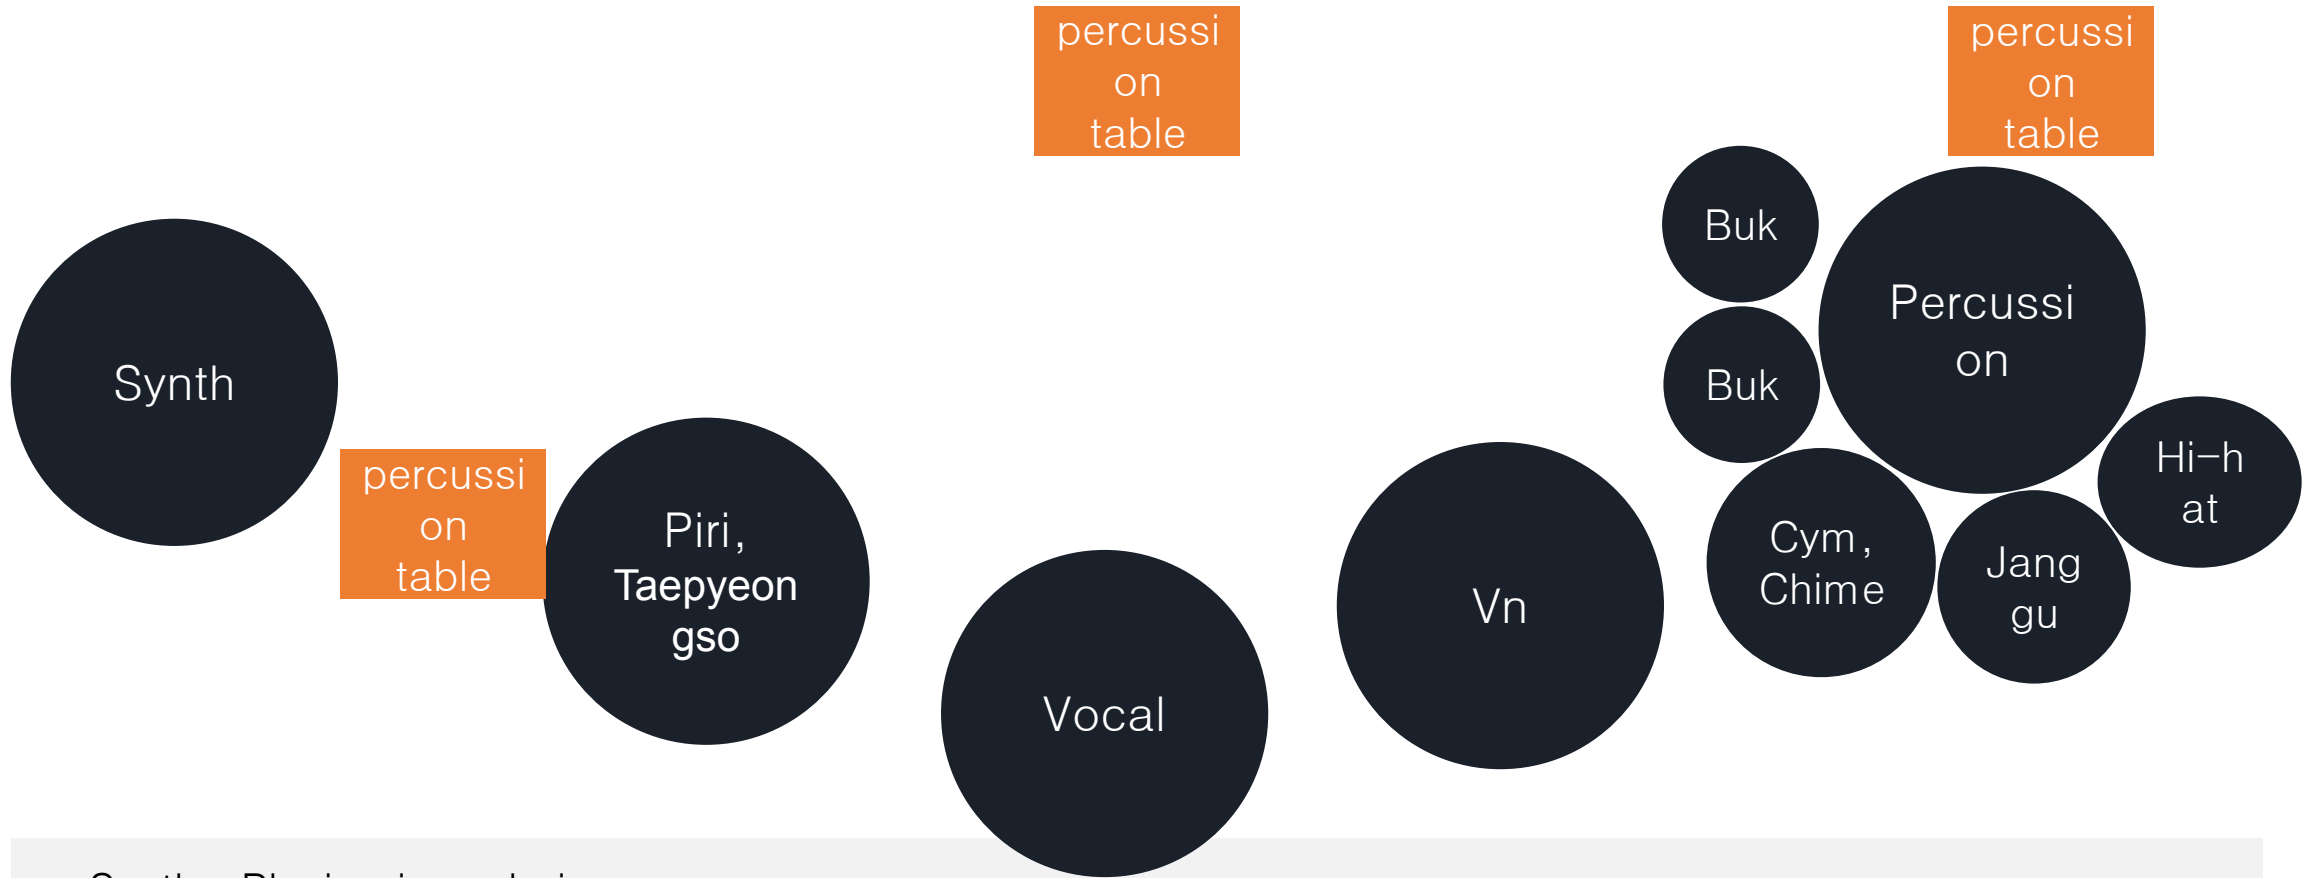 percussi
on
table
percussi
on
table
Buk
Percussi
on
Synth
Buk
Hi-h
at
percussi
on
table
Piri,
Taepyeon
gso
Cym,
Chime
Jang
gu
Vn
Vocal